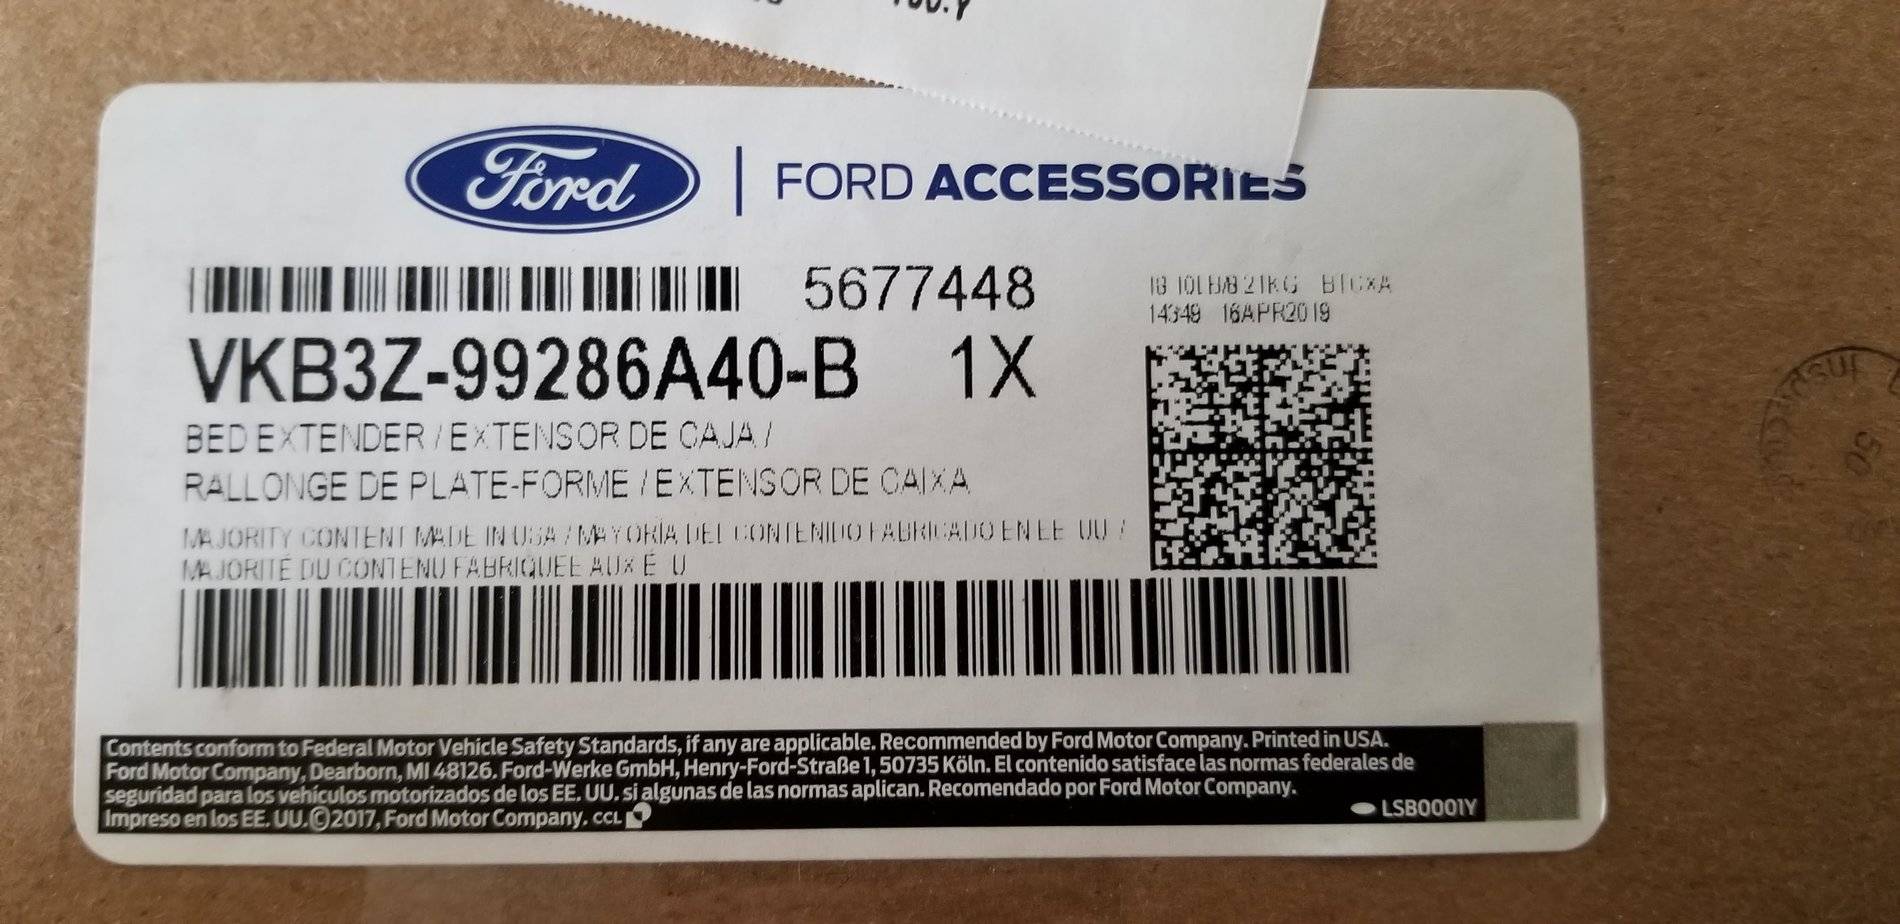 Ford
FORD ACCESSORIES
5677448
VKB3Z-99286A40-B 1X
BED EXTENDER / EXTENSOR DE CAJA /
RALLONGE DE PLATE-FORME / EXTENSOR DE CAIXA
MAJORITY CONTENT MADE IN USA / MAYORÍA DEL CONTENIDO FABRICADO EN EE UU /
MAJORITÉ DU CONTENU FABRIQUÉE AUX É U
14349 16APR2019
Contents conform to Federal Motor Vehicle Safety Standards, if any are applicable. Recommended by Ford Motor Company. Printed in USA.
Ford Motor Company, Dearborn, MI 48126. Ford-Werke GmbH, Henry-Ford-Straße 1, 50735 Köln. El contenido satisface las normas federales de
seguridad para los vehículos motorizados de los EE. UU. si algunas de las normas aplican. Recomendado por Ford Motor Company.
Impreso en los EE. UU.©2017, Ford Motor Company. CCL
LSB0001Y
50